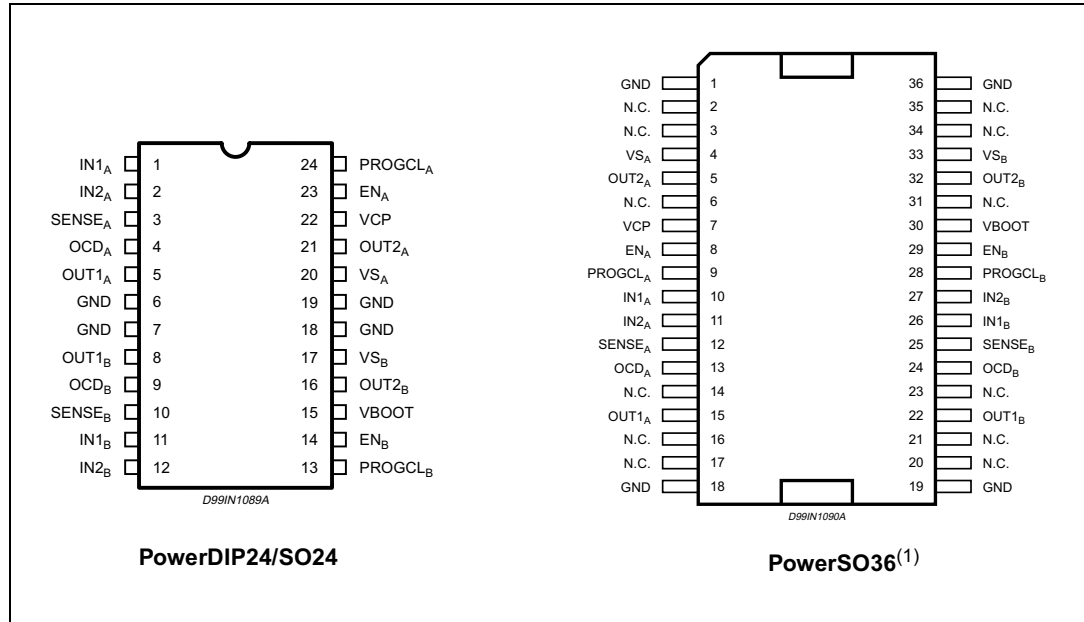 IN1A 1 24 PROGCLA
IN2A 2 23 ENA
SENSEA 3 22 VCP
OCDA 4 21 OUT2A
OUT1A 5 20 VSA
GND 6 19 GND
GND 7 18 GND
OUT1B 8 17 VSB
OCDB 9 16 OUT2B
SENSEB 10 15 VBOOT
IN1B 11 14 ENB
IN2B 12 13 PROGCLB
D99IN1089A
PowerDIP24/SO24
GND 1 36 GND
N.C. 2 35 N.C.
N.C. 3 34 N.C.
VSA 4 33 VSB
OUT2A 5 32 OUT2B
N.C. 6 31 N.C.
VCP 7 30 VBOOT
ENA 8 29 ENB
PROGCLA 9 28 PROGCLB
IN1A 10 27 IN2B
IN2A 11 26 IN1B
SENSEA 12 25 SENSEB
OCDA 13 24 OCDB
N.C. 14 23 N.C.
OUT1A 15 22 OUT1B
N.C. 16 21 N.C.
N.C. 17 20 N.C.
GND 18 19 GND
D99IN1090A
PowerSO36(1)